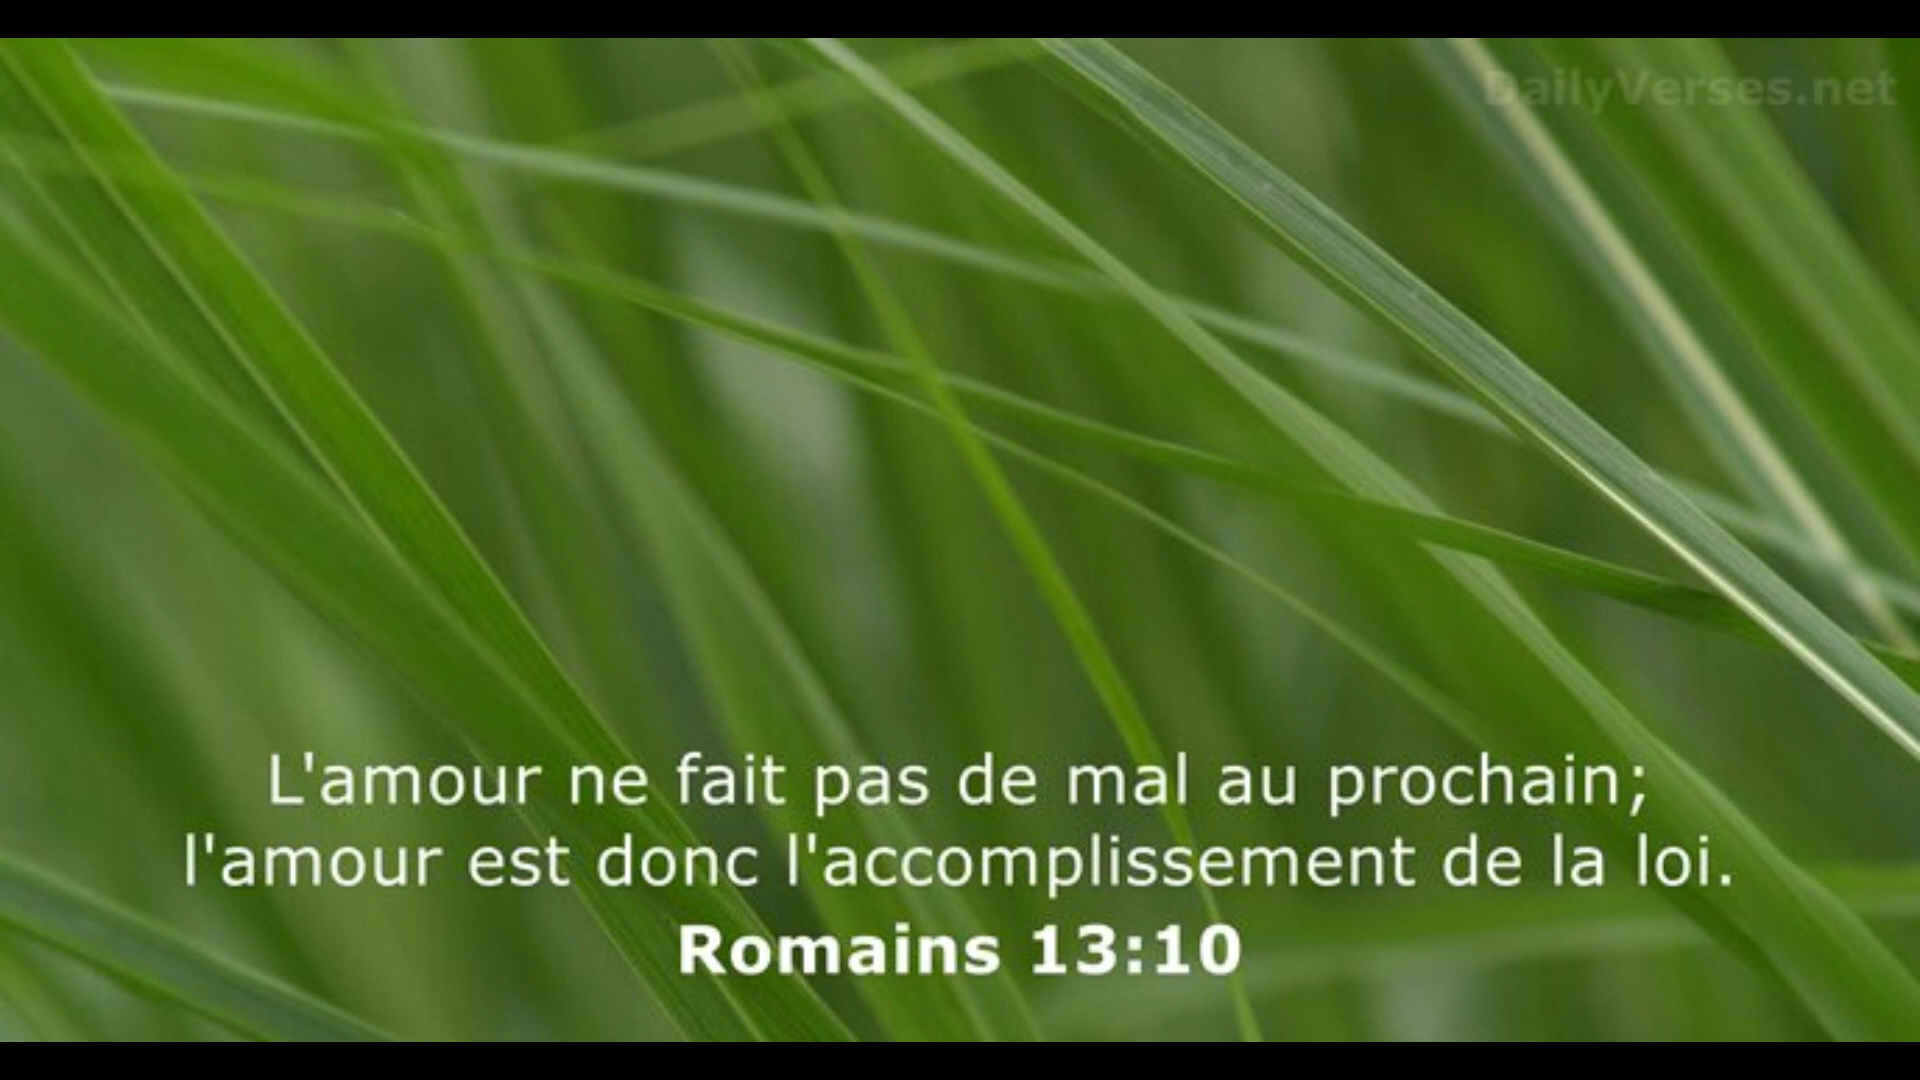 DailyVerses.net
L'amour ne fait pas de mal au prochain;
l'amour est donc l'accomplissement de la loi.
Romains 13:10